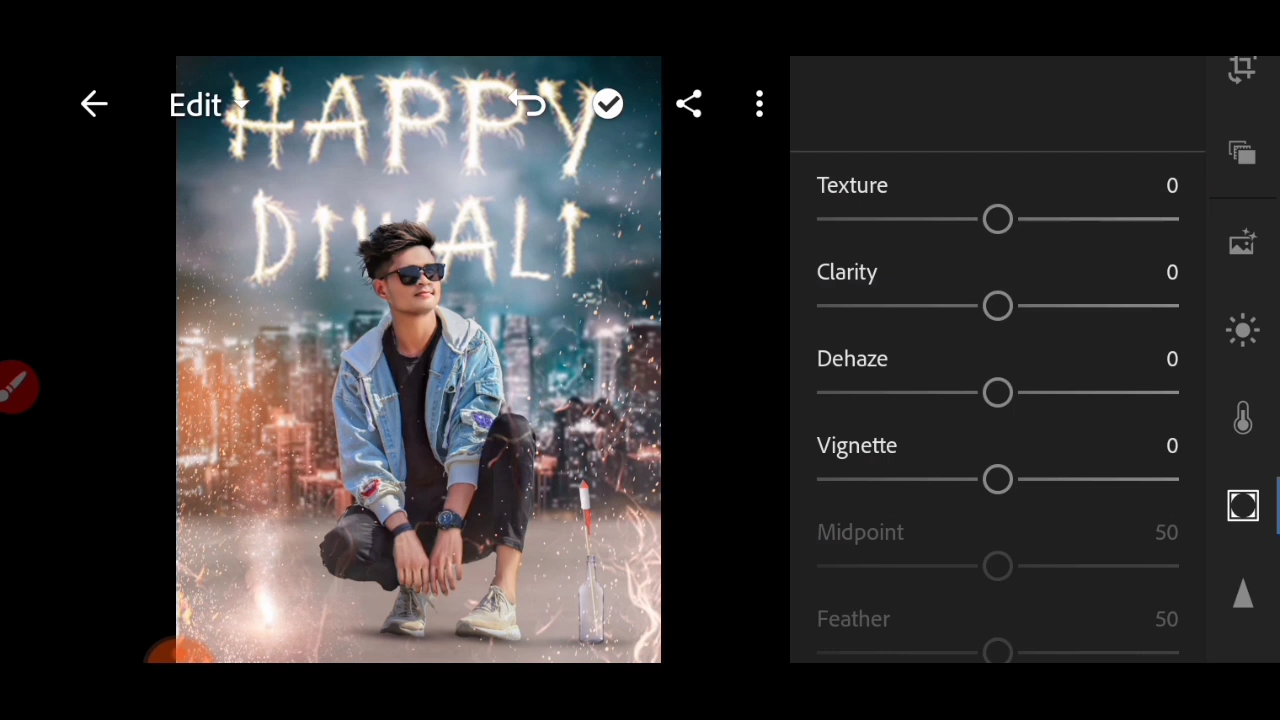 Edit
HAPPY
DIWALI
Texture 0
Clarity 0
Dehaze 0
Vignette 0
Midpoint 50
Feather 50